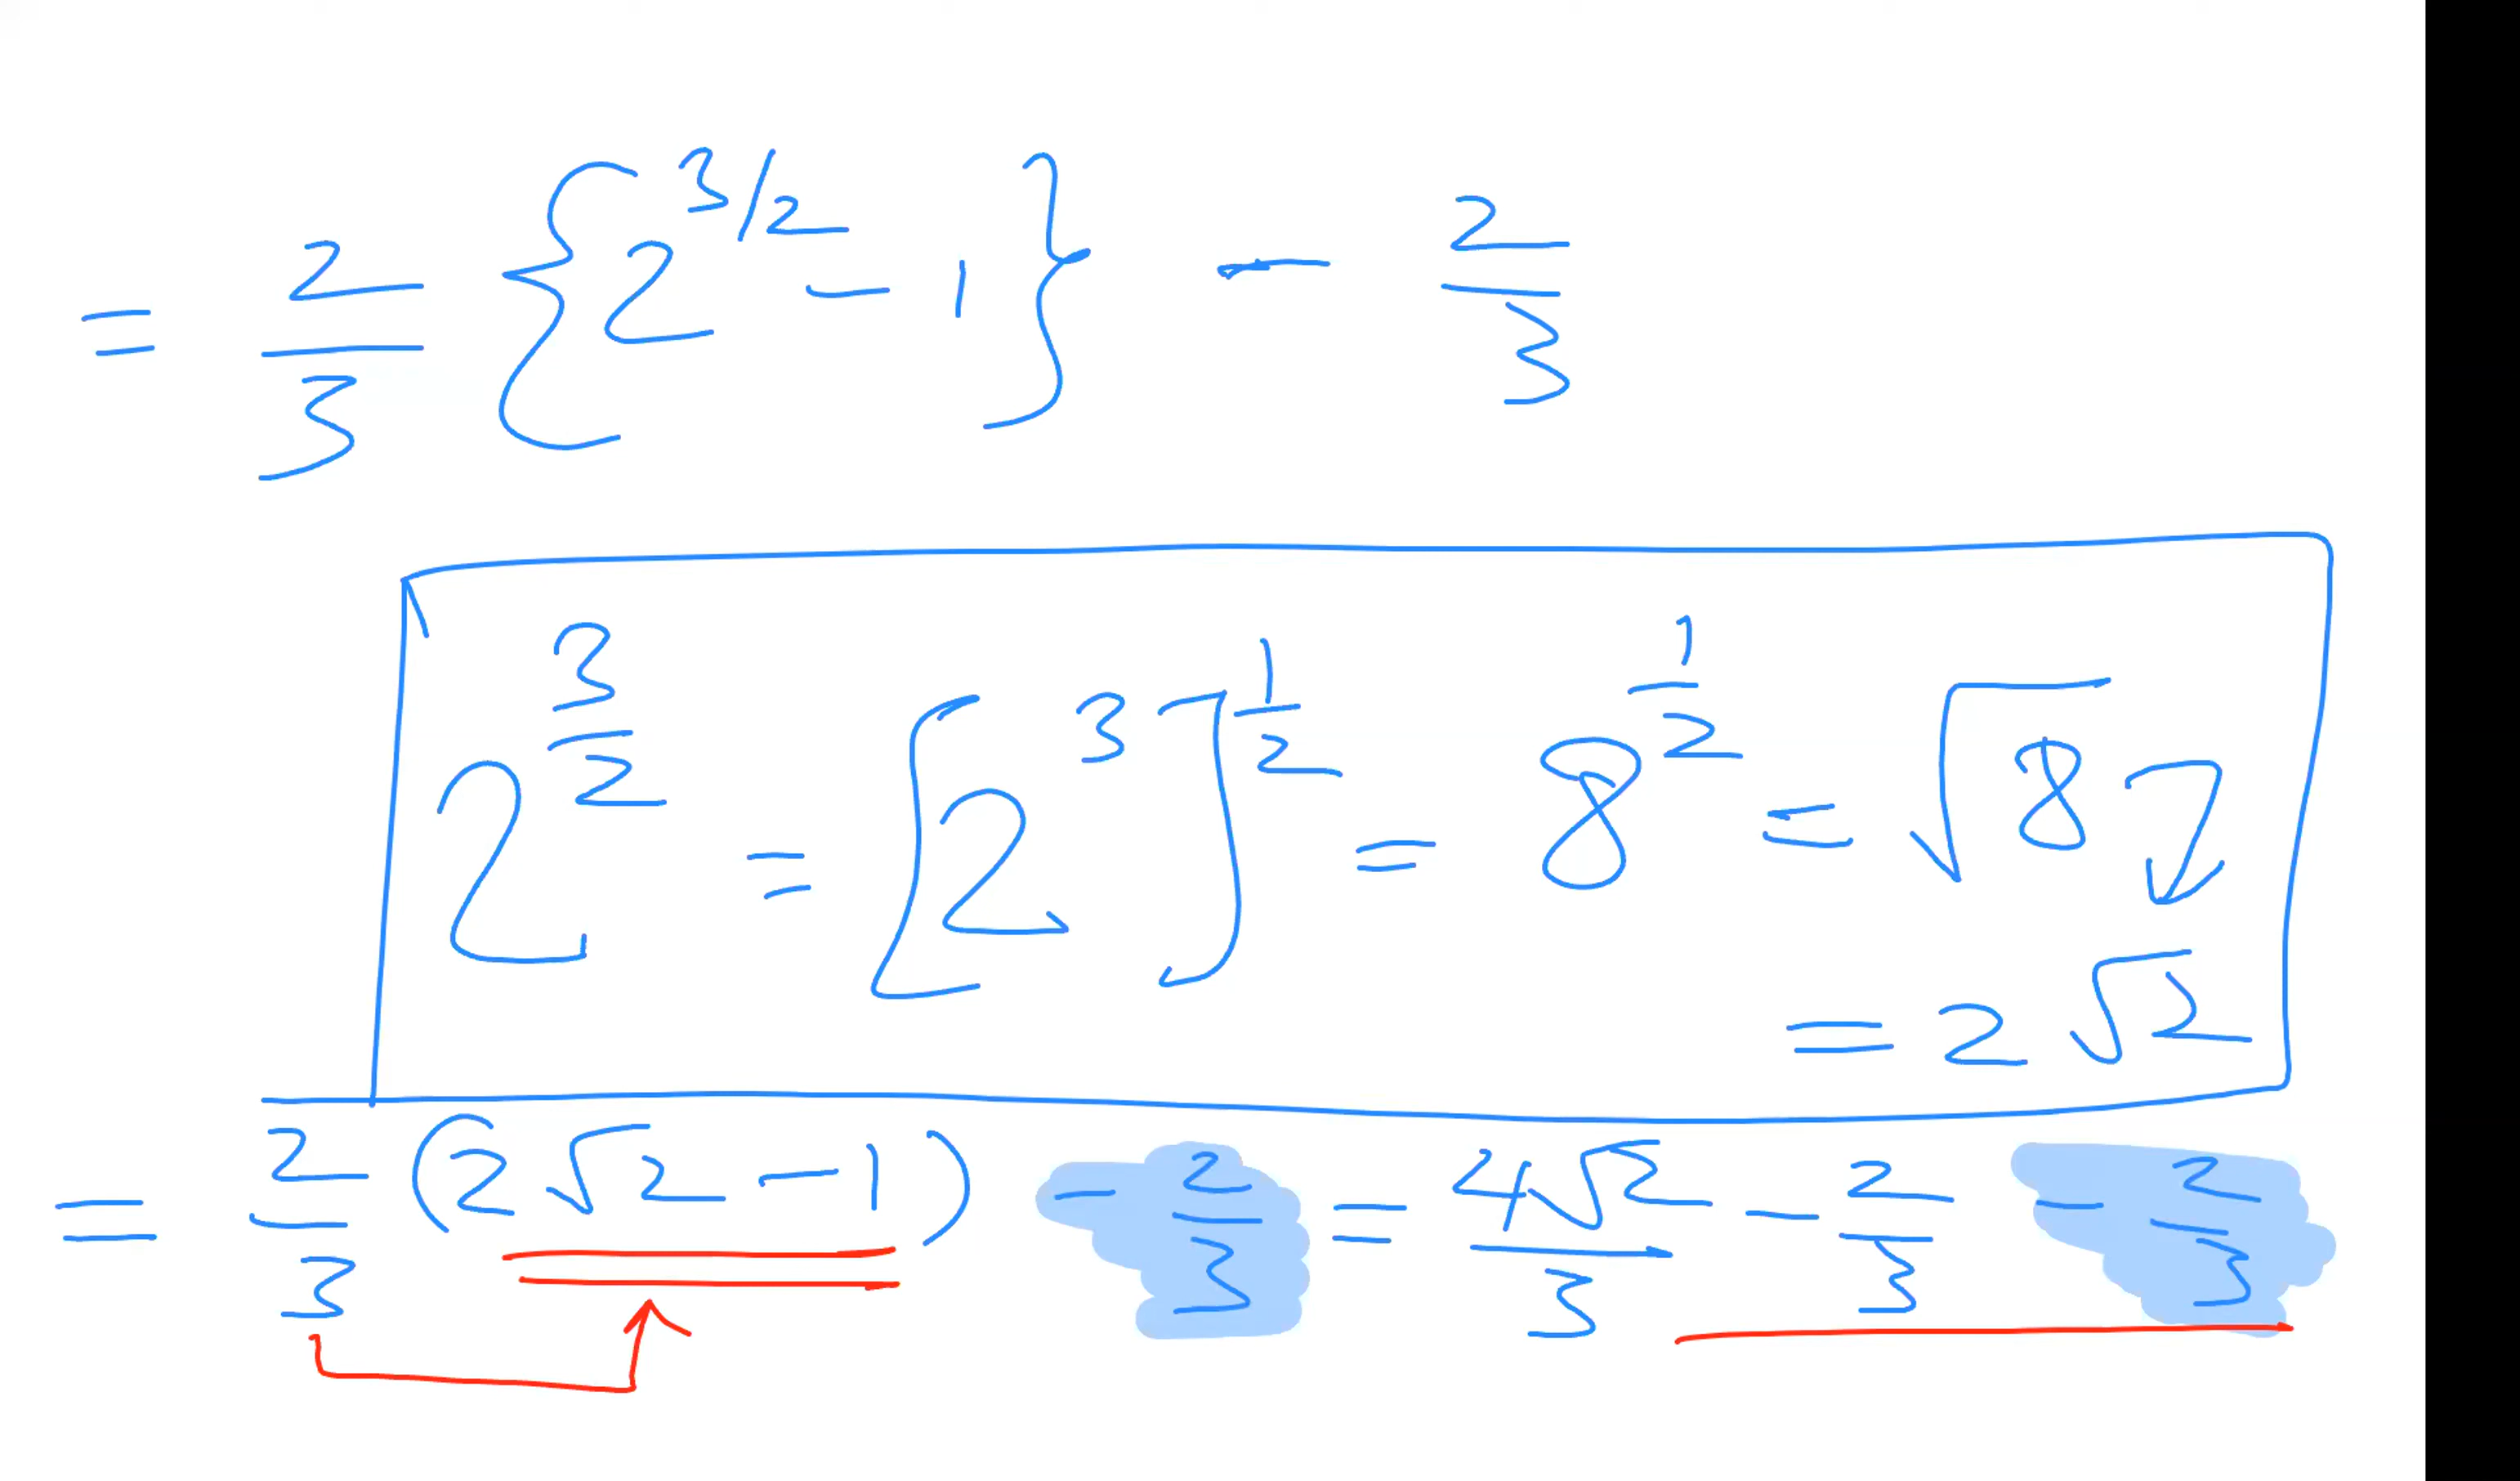 = 2/3 {2^{3/2} - 1} - 2/3
2^{3/2} = [2^3]^{1/2} = 8^{1/2} = √8
= 2√2
= 2/3 (2√2 - 1) - 2/3 = 4√2/3 - 2/3 - 2/3